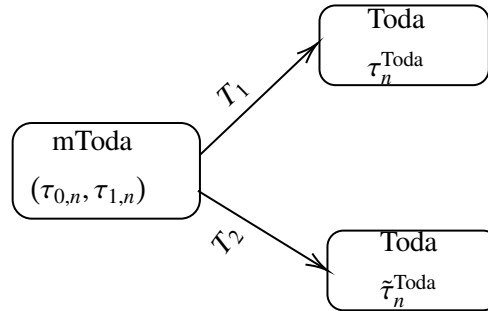 Toda
τ_n^Toda
T_1
mToda
(τ_{0,n}, τ_{1,n})
T_2
Toda
τ̃_n^Toda